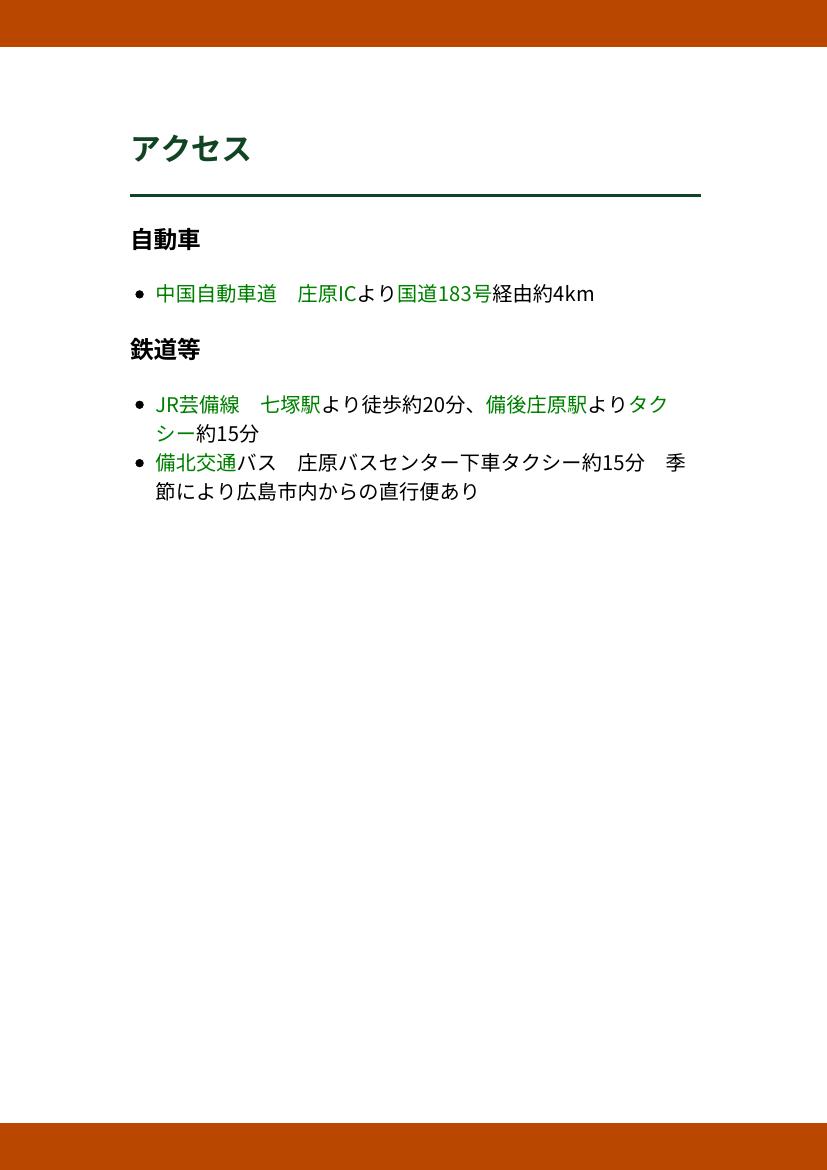 アクセス
自動車
中国自動車道　庄原ICより国道183号経由約4km
鉄道等
JR芸備線　七塚駅より徒歩約20分、備後庄原駅よりタク
シー約15分
備北交通バス　庄原バスセンター下車タクシー約15分　季
節により広島市内からの直行便あり